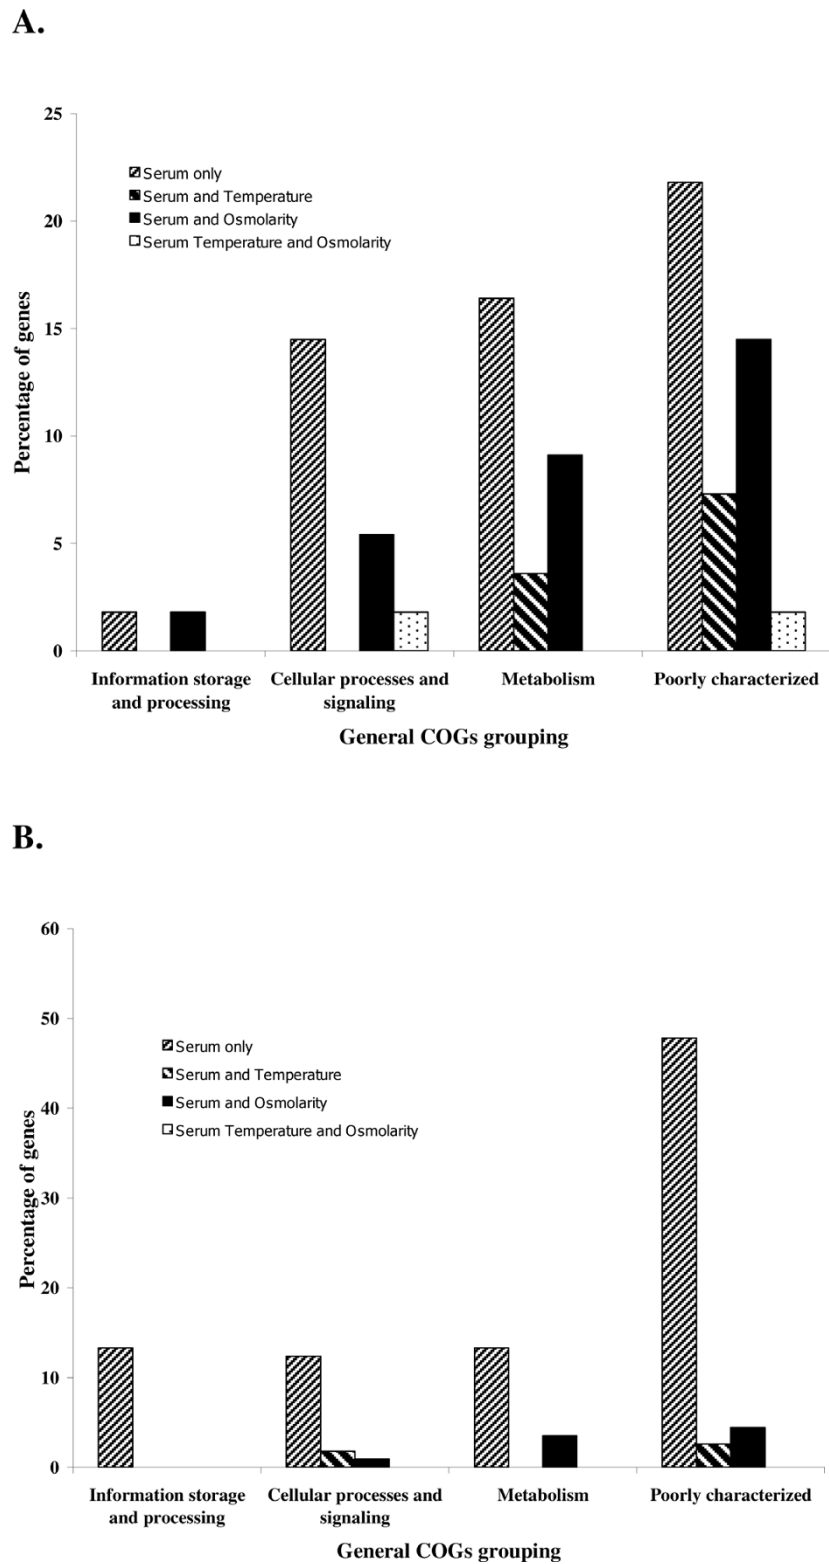 A.
25
20
15
10
5
0
Percentage of genes
Serum only
Serum and Temperature
Serum and Osmolarity
Serum Temperature and Osmolarity
Information storage
and processing
Cellular processes and
signaling
Metabolism
Poorly characterized
General COGs grouping
B.
60
50
40
30
20
10
0
Percentage of genes
Serum only
Serum and Temperature
Serum and Osmolarity
Serum Temperature and Osmolarity
Information storage
and processing
Cellular processes and
signaling
Metabolism
Poorly characterized
General COGs grouping